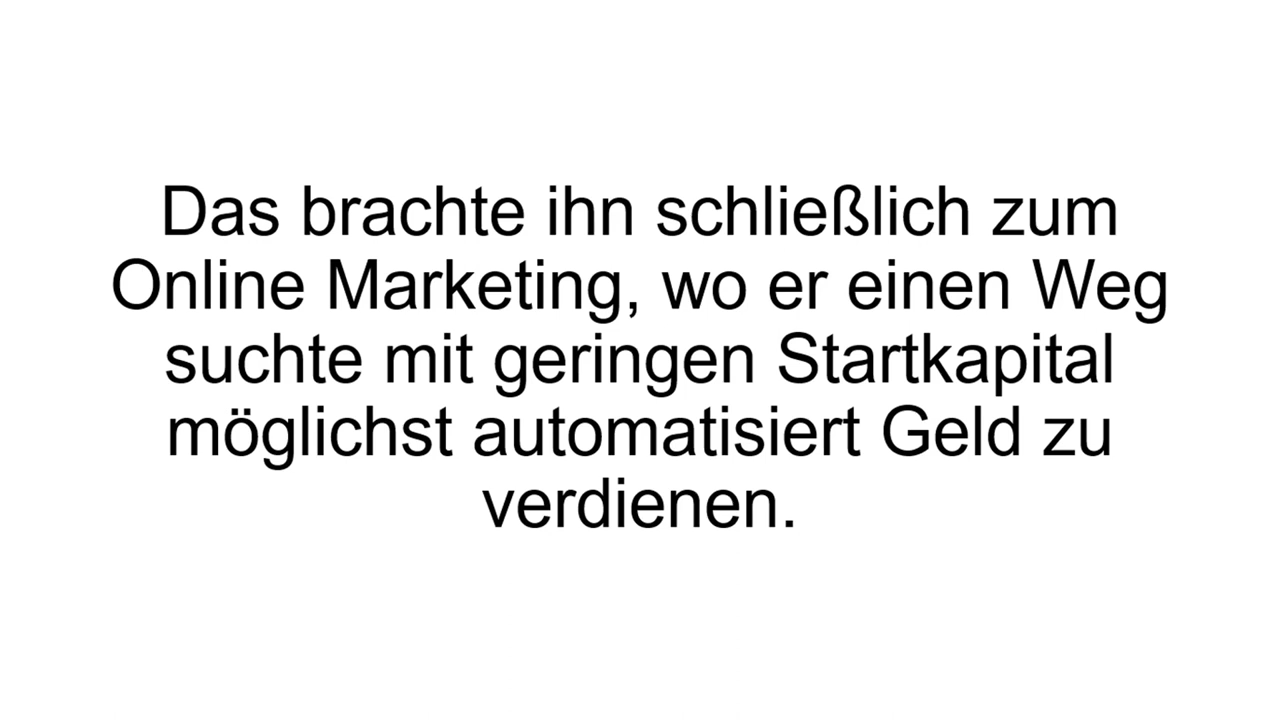 Das brachte ihn schließlich zum
Online Marketing, wo er einen Weg
suchte mit geringen Startkapital
möglichst automatisiert Geld zu
verdienen.